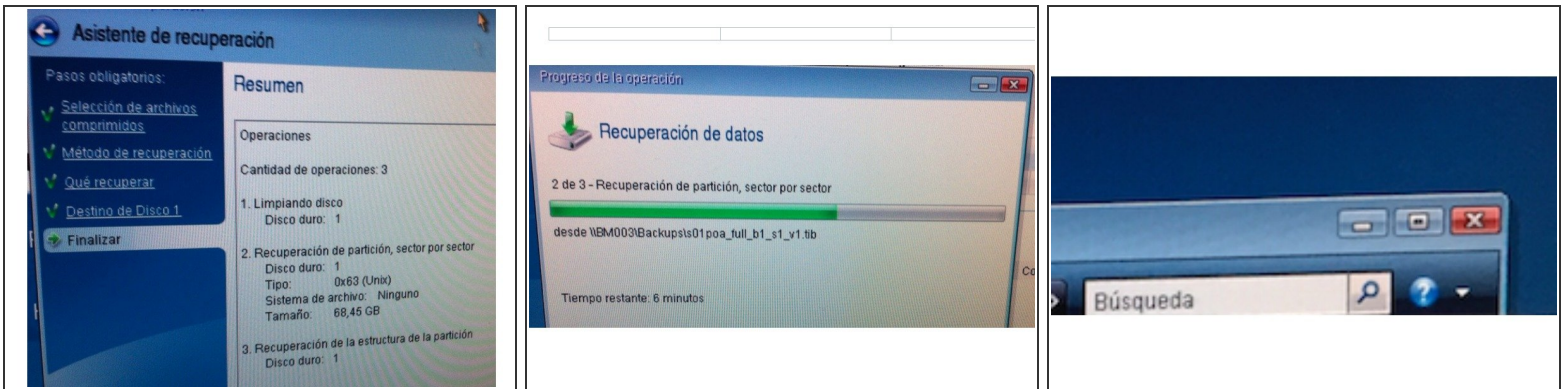 Asistente de recuperación
Pasos obligatorios:
Selección de archivos
comprimidos
Método de recuperación
Qué recuperar
Destino de Disco 1
Finalizar
Resumen
Operaciones
Cantidad de operaciones: 3
1. Limpiando disco
Disco duro: 1
2. Recuperación de partición, sector por sector
Disco duro: 1
Tipo: 0x63 (Unix)
Sistema de archivo: Ninguno
Tamaño: 68,45 GB
3. Recuperación de la estructura de la partición
Disco duro: 1
Progreso de la operación
Recuperación de datos
2 de 3 - Recuperación de partición, sector por sector
desde \\BM003\Backups\s01poa_full_b1_s1_v1.tib
Tiempo restante: 6 minutos
Co
Búsqueda